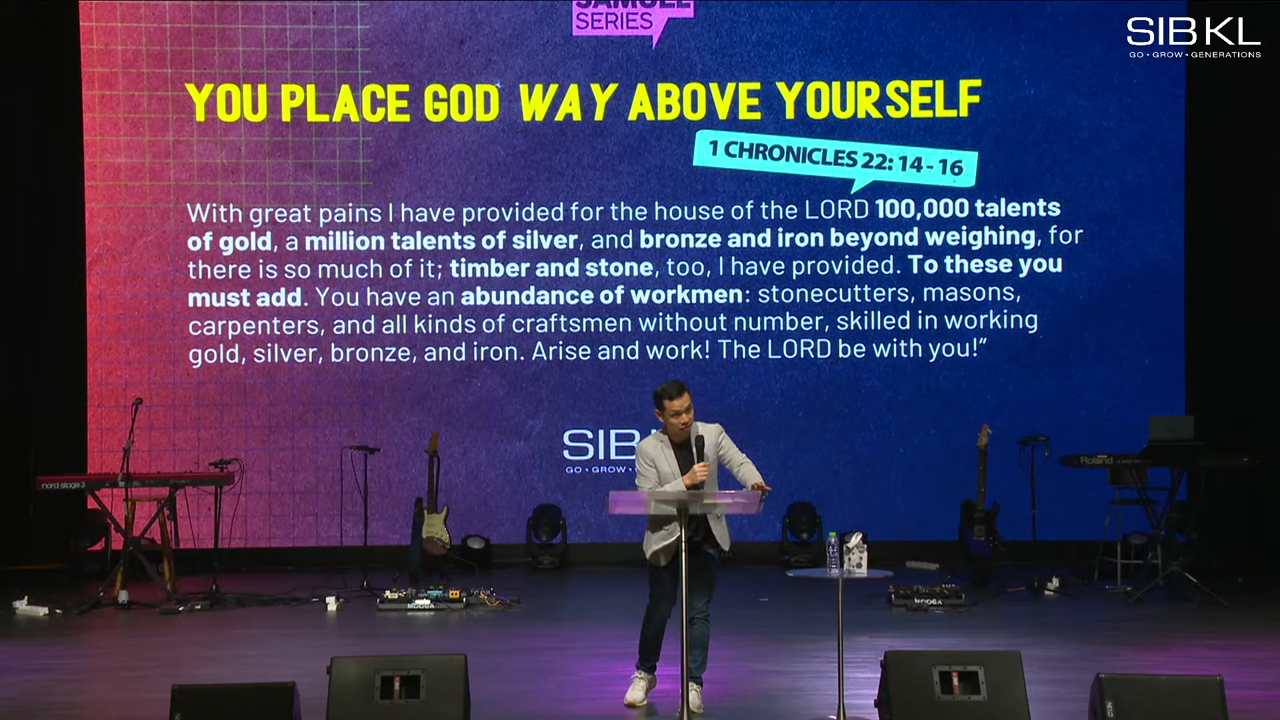 SAMUEL
SERIES
SIBKL
GO • GROW • GENERATIONS
YOU PLACE GOD WAY ABOVE YOURSELF
1 CHRONICLES 22: 14 - 16
With great pains I have provided for the house of the LORD 100,000 talents
of gold, a million talents of silver, and bronze and iron beyond weighing, for
there is so much of it; timber and stone, too, I have provided. To these you
must add. You have an abundance of workmen: stonecutters, masons,
carpenters, and all kinds of craftsmen without number, skilled in working
gold, silver, bronze, and iron. Arise and work! The LORD be with you!”
SIB
GO • GROW •
nord stage 3
Roland
MOOER
MOOER